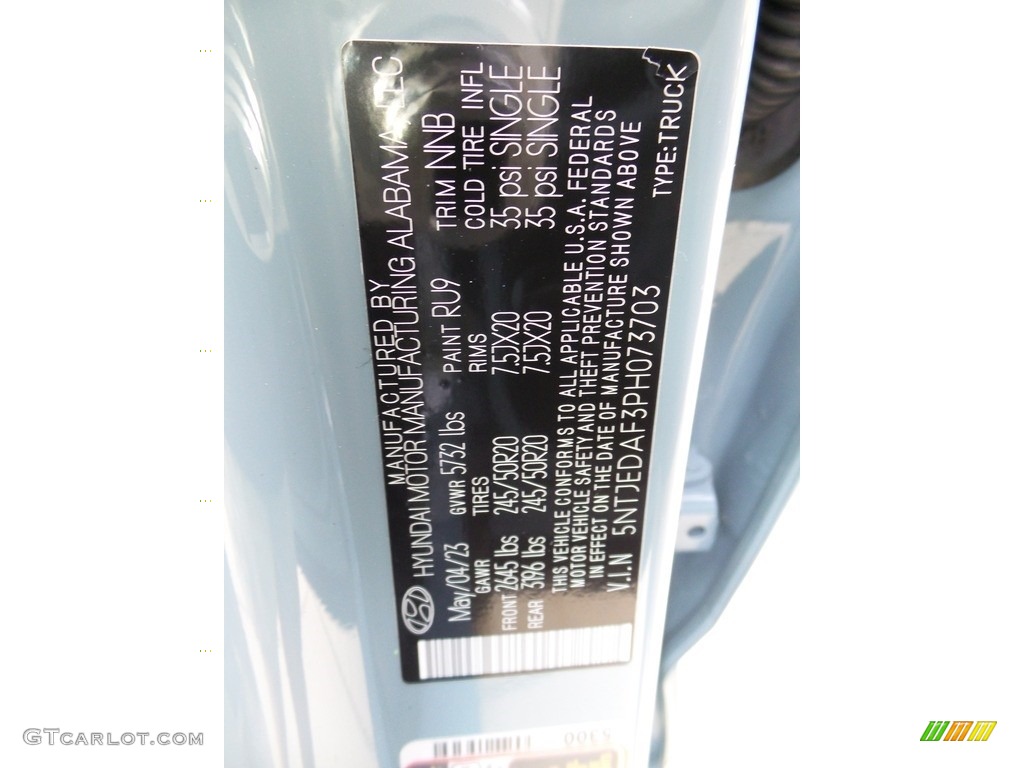 MANUFACTURED BY
HYUNDAI MOTOR MANUFACTURING ALABAMA, LLC
May/04/23 GVWR 5732 lbs PAINT RU9 TRIM NNB
GAWR TIRES RIMS COLD TIRE INFL
FRONT 2645 lbs 245/50R20 7.5JX20 35 psi SINGLE
REAR 3196 lbs 245/50R20 7.5JX20 35 psi SINGLE
THIS VEHICLE CONFORMS TO ALL APPLICABLE U.S.A. FEDERAL
MOTOR VEHICLE SAFETY AND THEFT PREVENTION STANDARDS
IN EFFECT ON THE DATE OF MANUFACTURE SHOWN ABOVE
V.I.N 5NTJEDAF3PH073703 TYPE:TRUCK
5300
GTCARLOT.COM